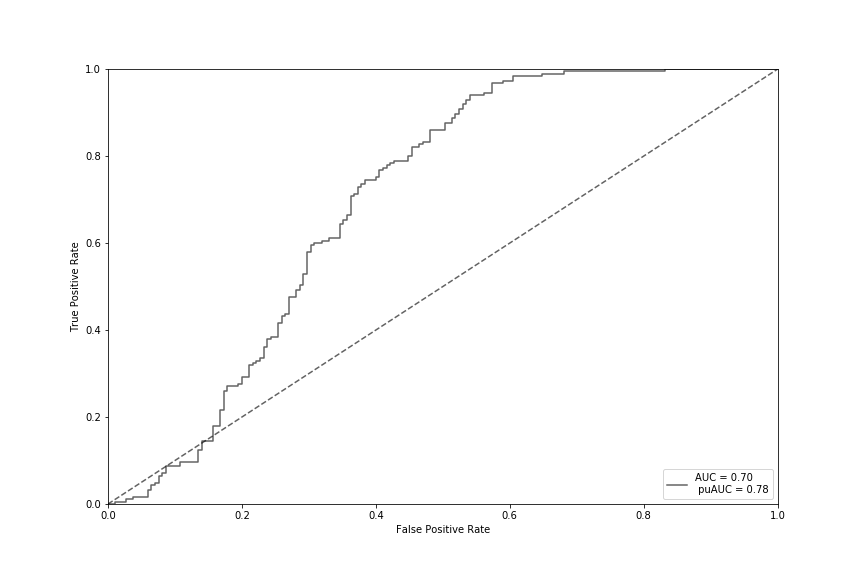 1.0
0.8
0.6
0.4
0.2
0.0
True Positive Rate
0.0 0.2 0.4 0.6 0.8 1.0
False Positive Rate
AUC = 0.70
puAUC = 0.78